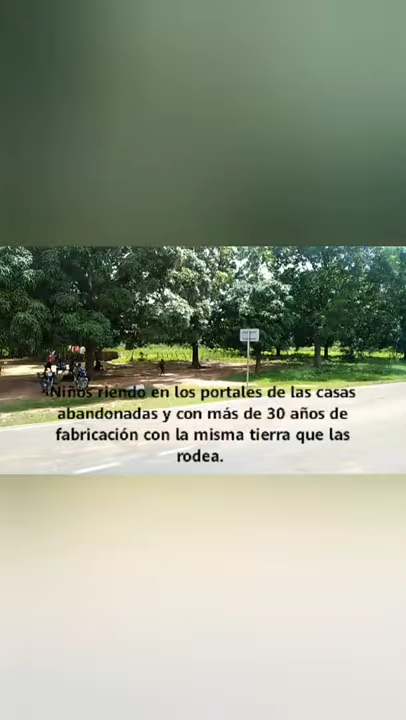 Niños riendo en los portales de las casas
abandonadas y con más de 30 años de
fabricación con la misma tierra que las
rodea.